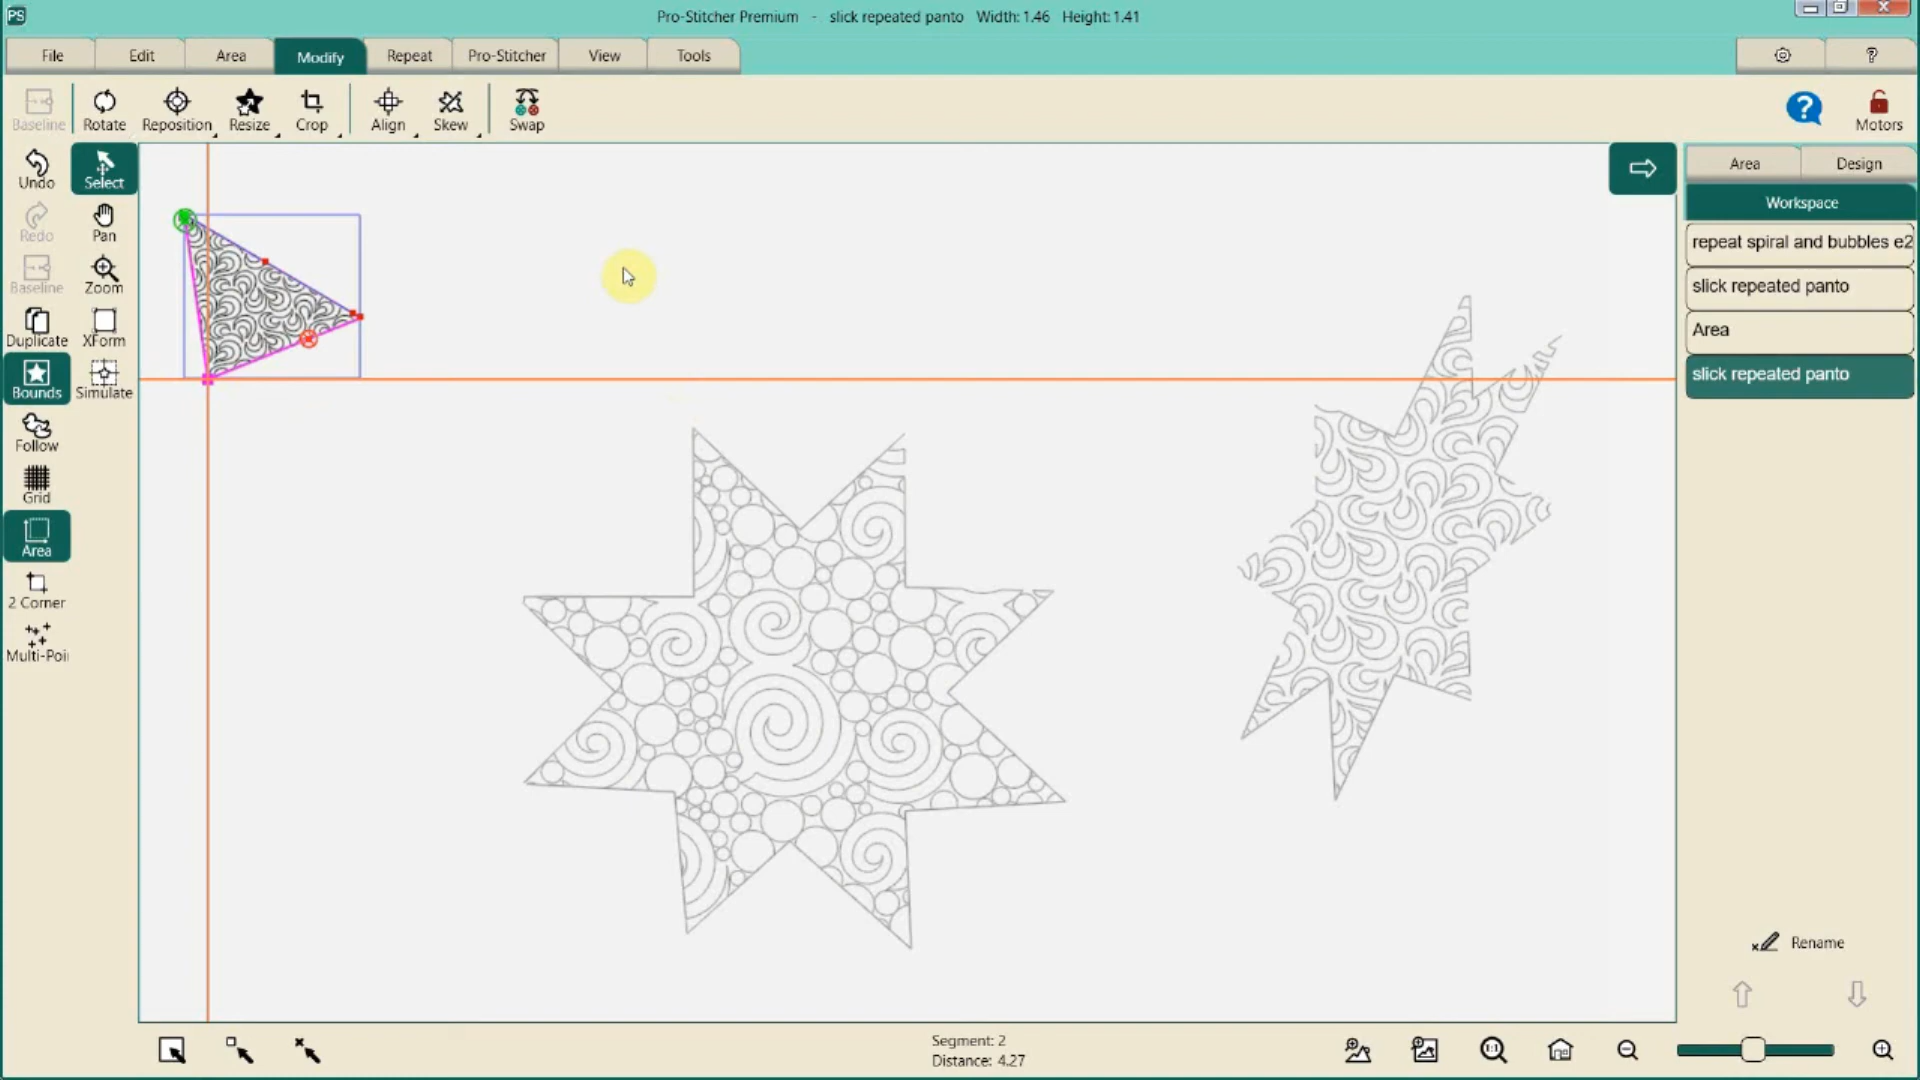 PS
Pro-Stitcher Premium - slick repeated panto Width: 1.46 Height: 1.41
File Edit Area Modify Repeat Pro-Stitcher View Tools ?
Baseline Rotate Reposition Resize Crop Align Skew Swap ? Motors
Undo Select
Redo Pan
Baseline Zoom
Duplicate XForm
Bounds Simulate
Follow
Grid
Area
2 Corner
Multi-Poi
Area Design
Workspace
repeat spiral and bubbles e2
slick repeated panto
Area
slick repeated panto
Rename
Segment: 2
Distance: 4.27
1:1